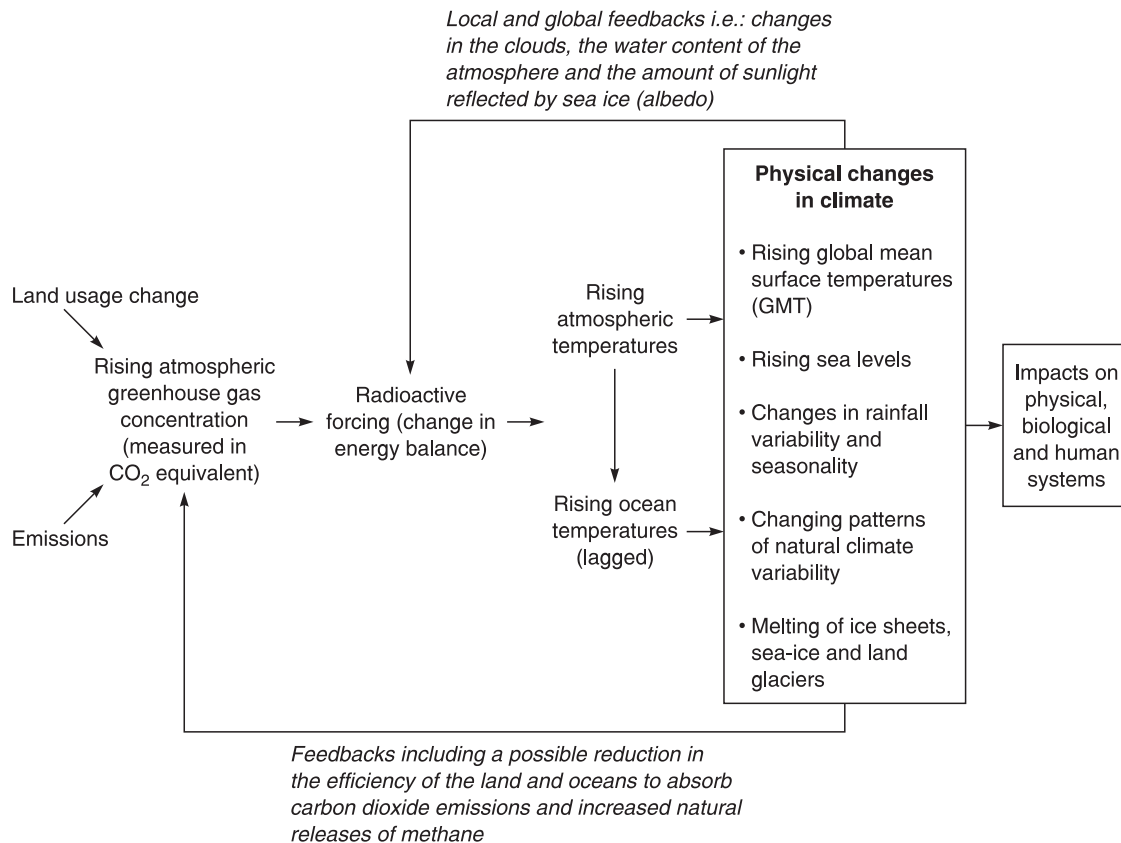 Local and global feedbacks i.e.: changes
in the clouds, the water content of the
atmosphere and the amount of sunlight
reflected by sea ice (albedo)
Land usage change
Rising atmospheric
greenhouse gas
concentration
(measured in
CO₂ equivalent)
Emissions
Radioactive
forcing (change in
energy balance)
Rising
atmospheric
temperatures
Rising ocean
temperatures
(lagged)
Physical changes
in climate
• Rising global mean
surface temperatures
(GMT)
• Rising sea levels
• Changes in rainfall
variability and
seasonality
• Changing patterns
of natural climate
variability
• Melting of ice sheets,
sea-ice and land
glaciers
Impacts on
physical,
biological
and human
systems
Feedbacks including a possible reduction in
the efficiency of the land and oceans to absorb
carbon dioxide emissions and increased natural
releases of methane